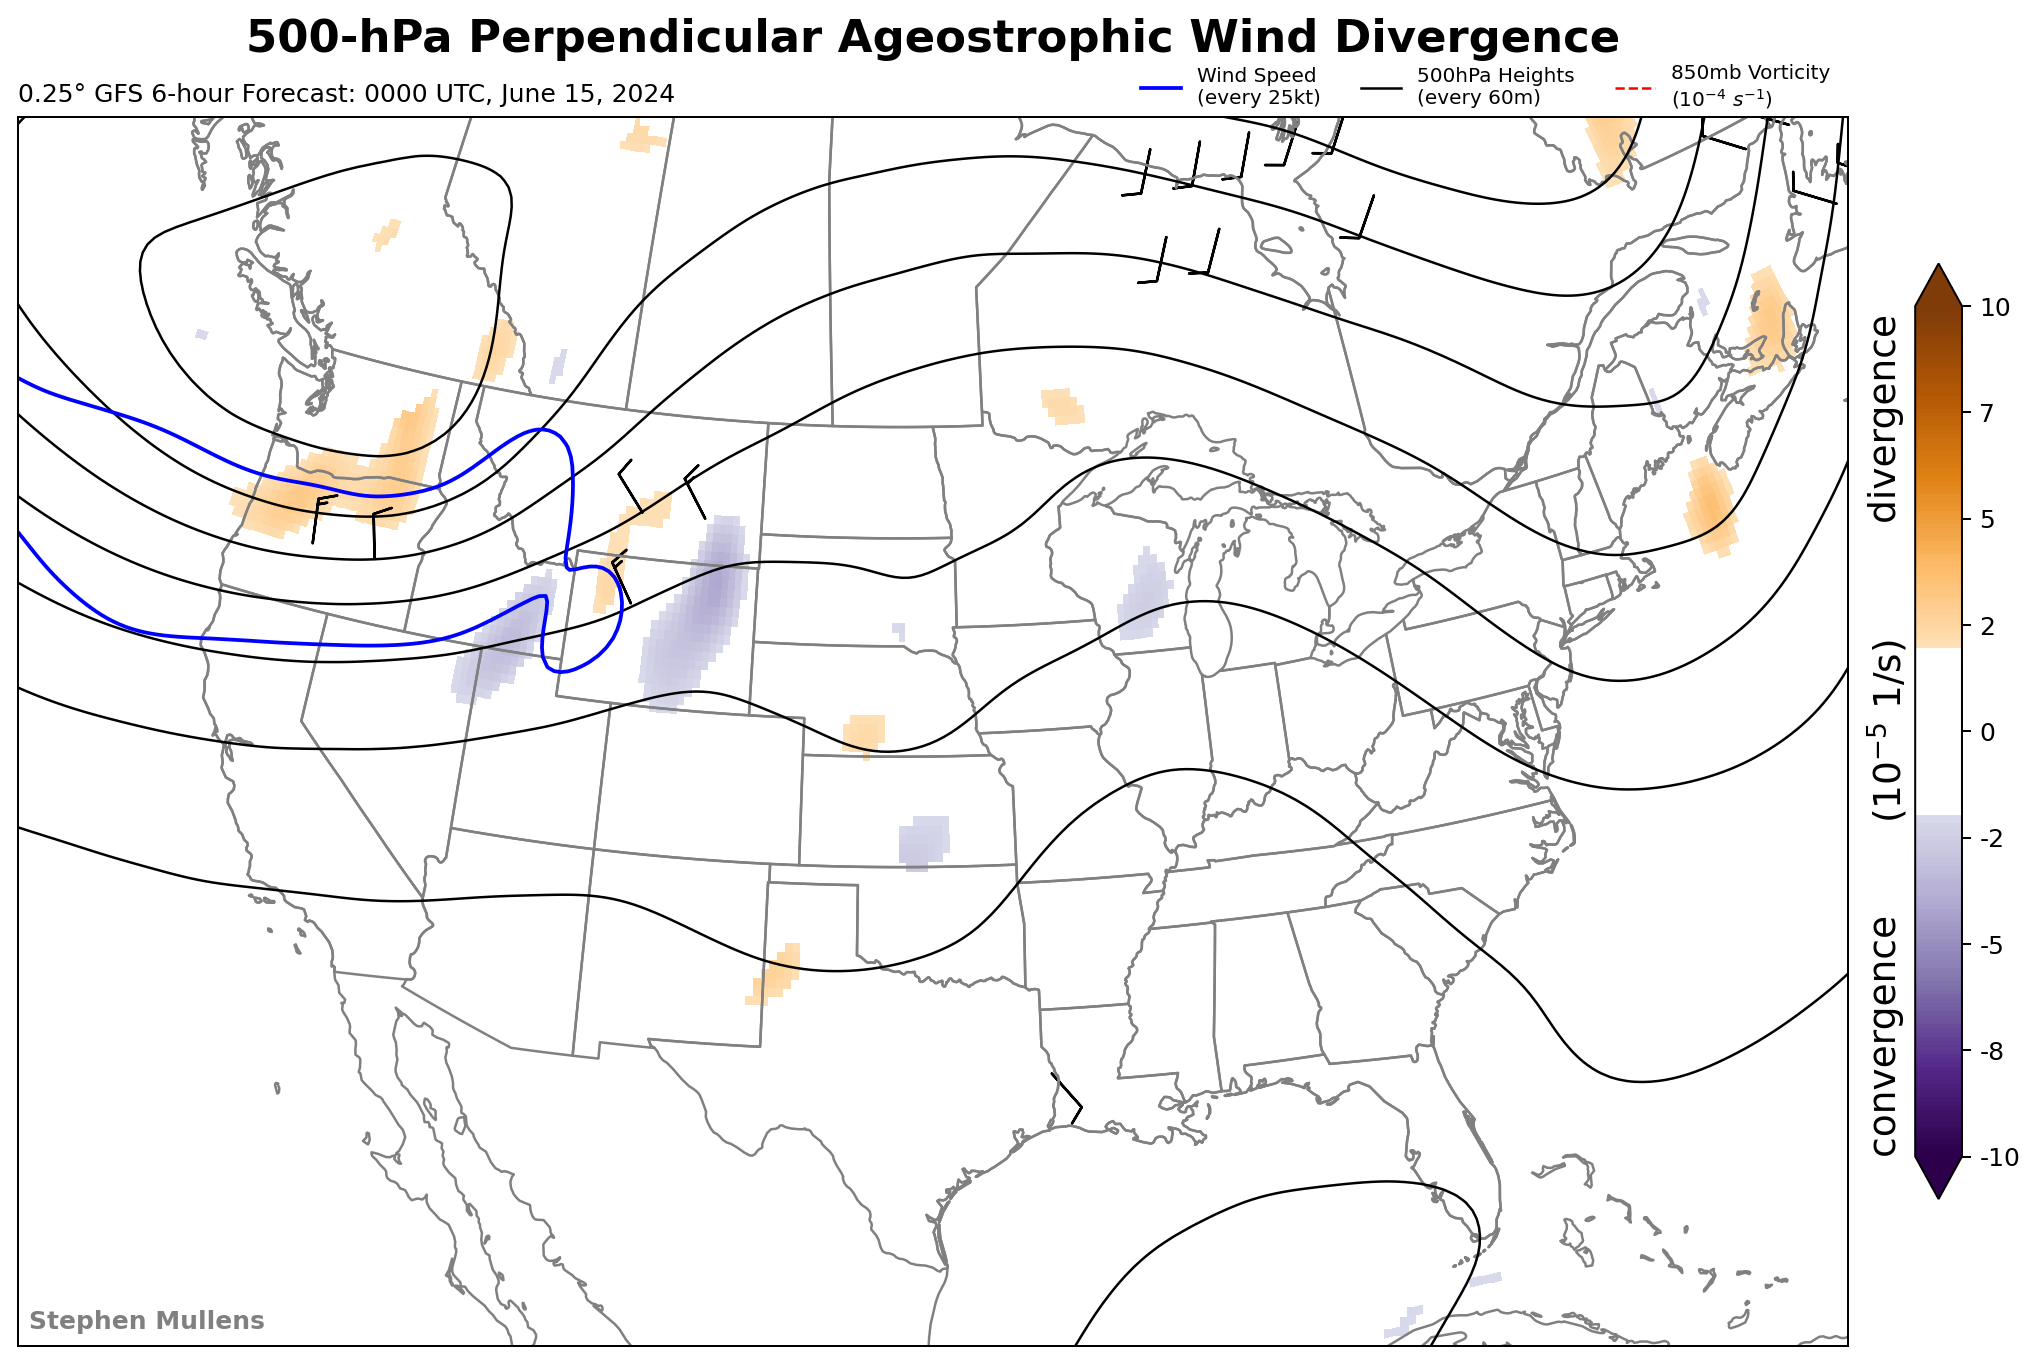 500-hPa Perpendicular Ageostrophic Wind Divergence
0.25° GFS 6-hour Forecast: 0000 UTC, June 15, 2024
Wind Speed
(every 25kt)
500hPa Heights
(every 60m)
850mb Vorticity
(10⁻⁴ s⁻¹)
10
7
5
2
0
-2
-5
-8
-10
convergence (10⁻⁵ 1/s) divergence
Stephen Mullens